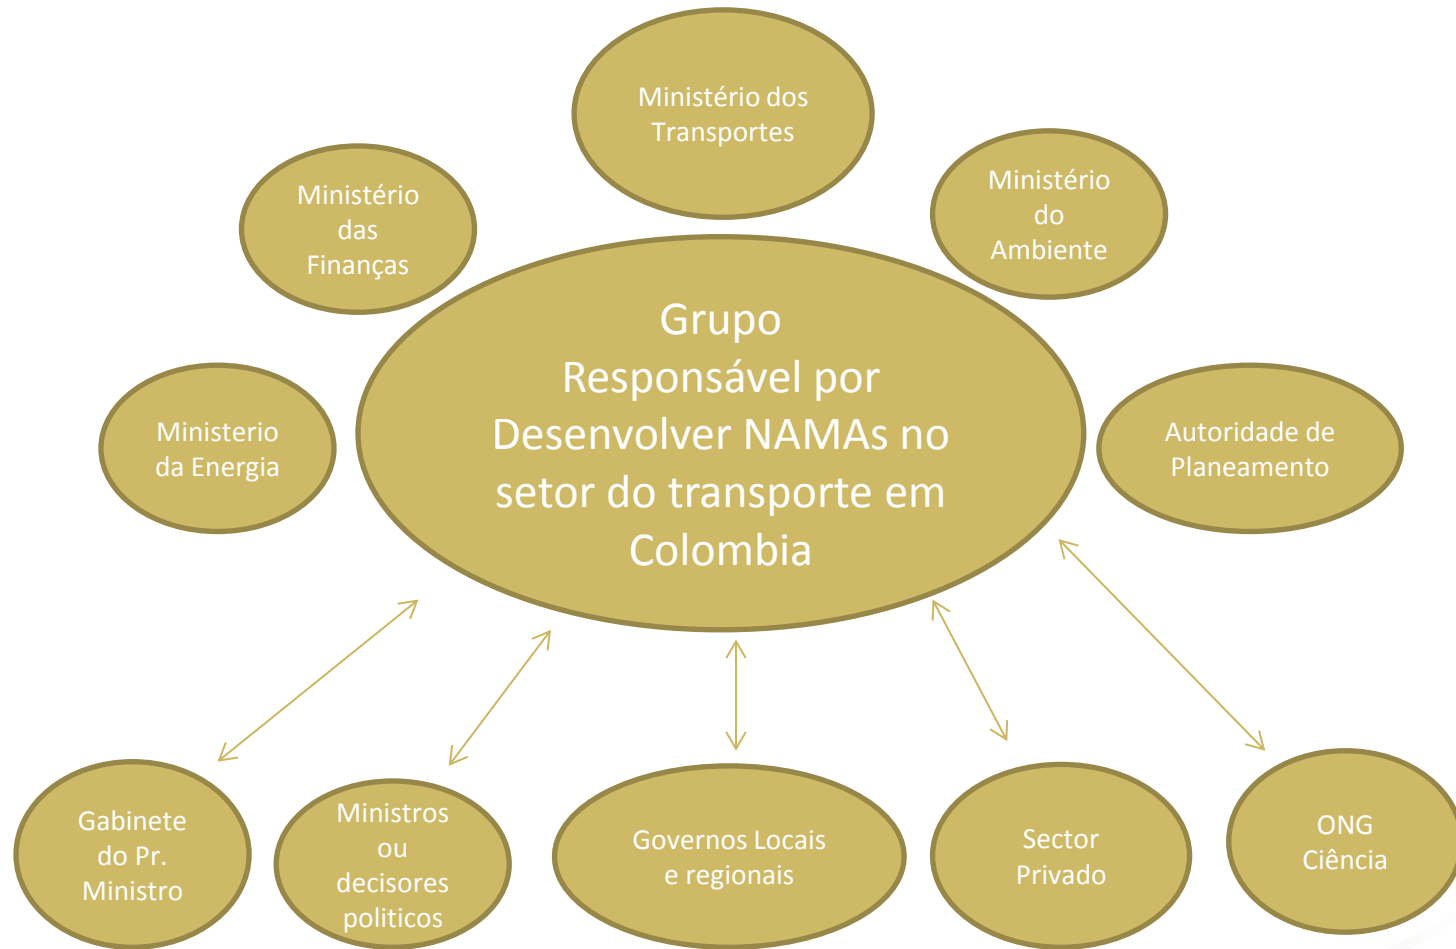 Ministério dos
Transportes
Ministério
das
Finanças
Ministério
do
Ambiente
Grupo
Responsável por
Desenvolver NAMAs no
setor do transporte em
Colombia
Ministerio
da Energia
Autoridade de
Planeamento
Gabinete
do Pr.
Ministro
Ministros
ou
decisores
politicos
Governos Locais
e regionais
Sector
Privado
ONG
Ciência